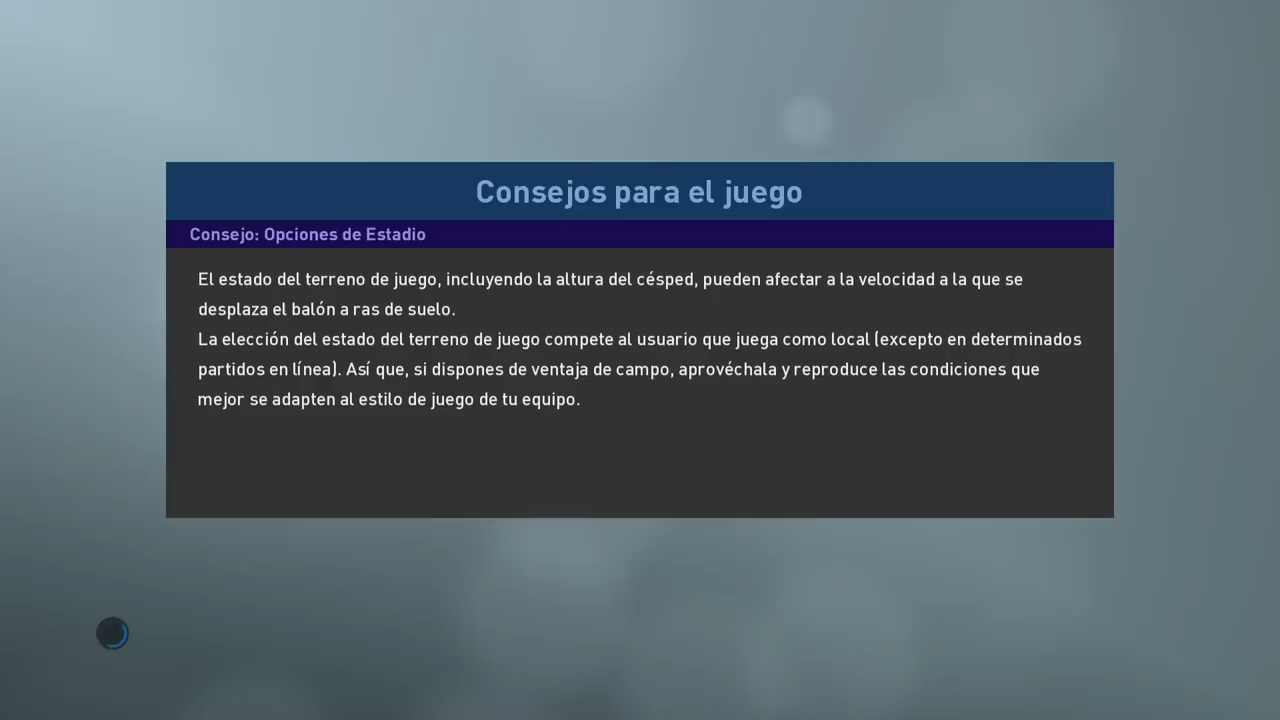 Consejos para el juego
Consejo: Opciones de Estadio
El estado del terreno de juego, incluyendo la altura del césped, pueden afectar a la velocidad a la que se
desplaza el balón a ras de suelo.
La elección del estado del terreno de juego compete al usuario que juega como local (excepto en determinados
partidos en línea). Así que, si dispones de ventaja de campo, aprovéchala y reproduce las condiciones que
mejor se adapten al estilo de juego de tu equipo.